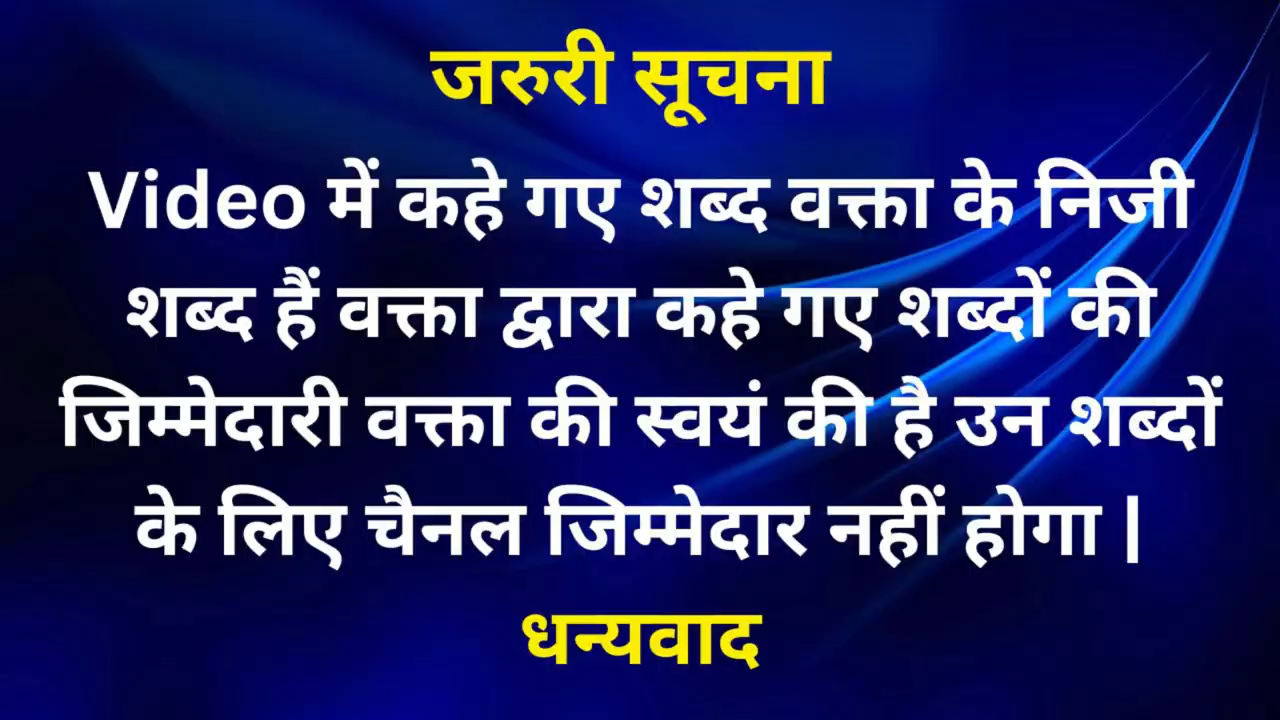 जरुरी सूचना
Video में कहे गए शब्द वक्ता के निजी
शब्द हैं वक्ता द्वारा कहे गए शब्दों की
जिम्मेदारी वक्ता की स्वयं की है उन शब्दों
के लिए चैनल जिम्मेदार नहीं होगा |
धन्यवाद